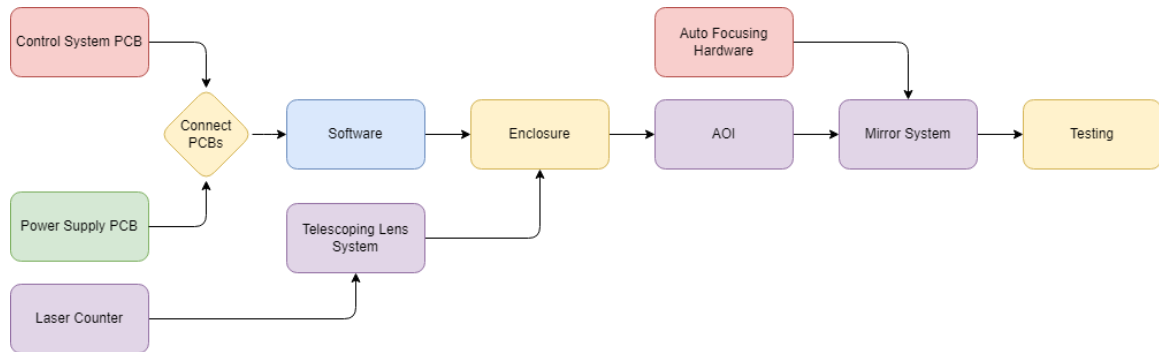 Control System PCB
Auto Focusing
Hardware
Connect
PCBs
Software
Enclosure
AOI
Mirror System
Testing
Power Supply PCB
Telescoping Lens
System
Laser Counter